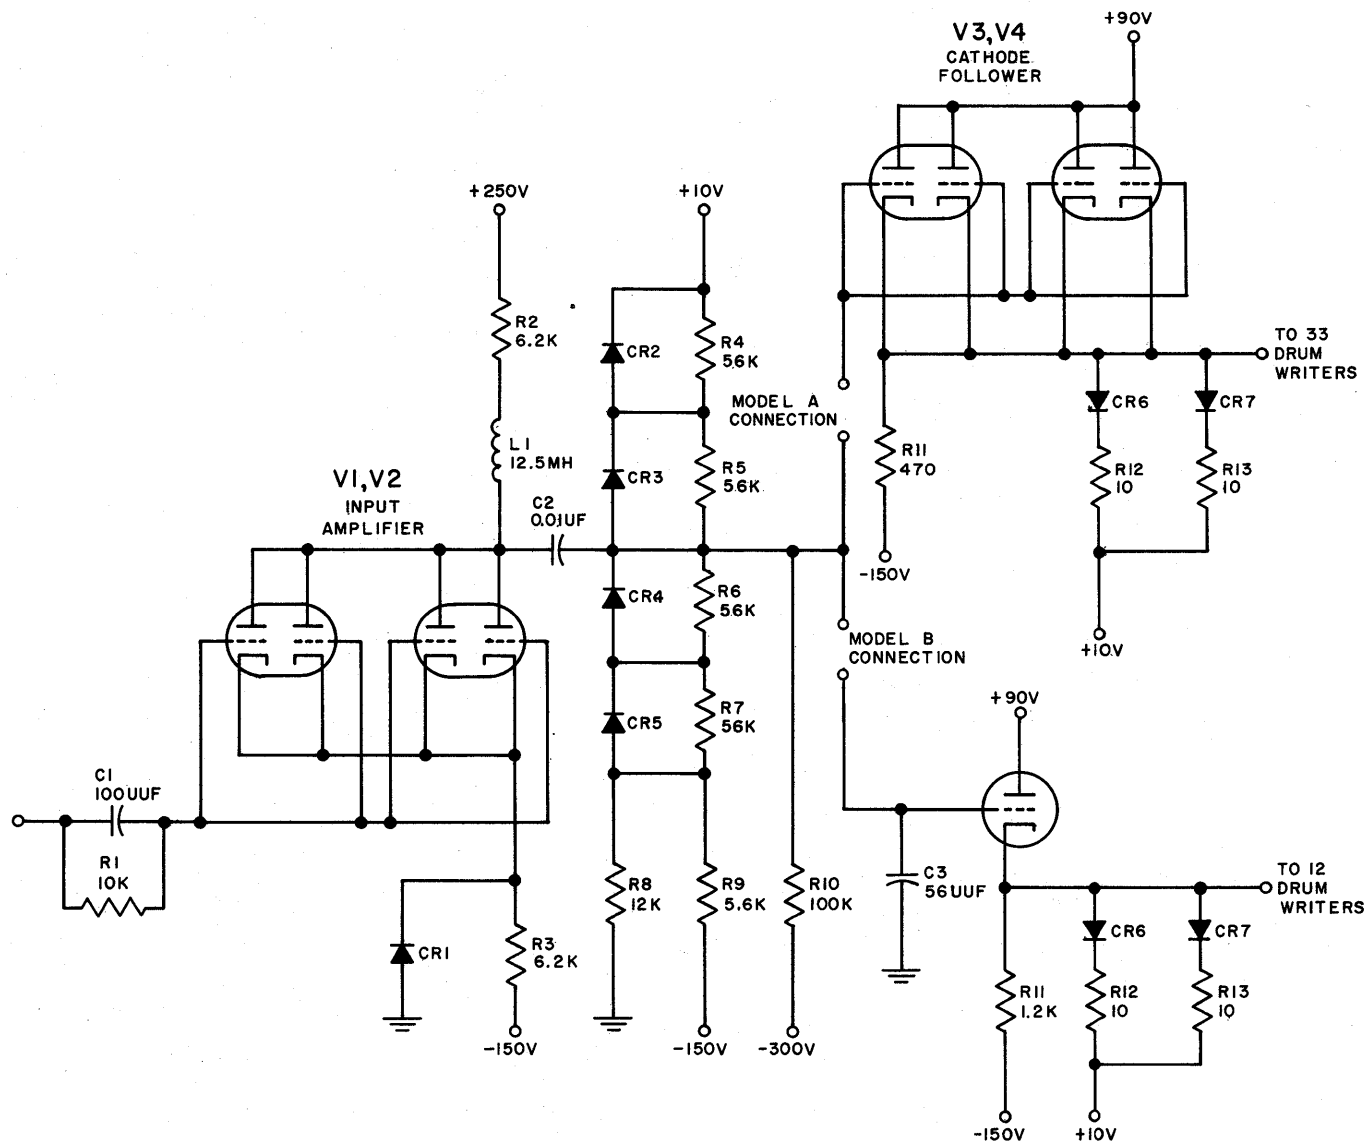 +90V
V3,V4
CATHODE
FOLLOWER
+250V
+10V
R2
6.2K
CR2
R4
56K
TO 33
DRUM
WRITERS
MODEL A
CONNECTION
CR6
CR7
L1
12.5MH
CR3
R5
56K
R11
470
R12
10
R13
10
V1,V2
INPUT
AMPLIFIER
C2
0.01UF
-150V
CR4
R6
56K
+10V
MODEL B
CONNECTION
CR5
R7
56K
+90V
C1
100UUF
R1
10K
R8
12K
R9
5.6K
R10
100K
C3
56UUF
TO 12
DRUM
WRITERS
CR1
R3
6.2K
CR6
CR7
R11
1.2K
R12
10
R13
10
-150V
-150V
-300V
-150V
+10V